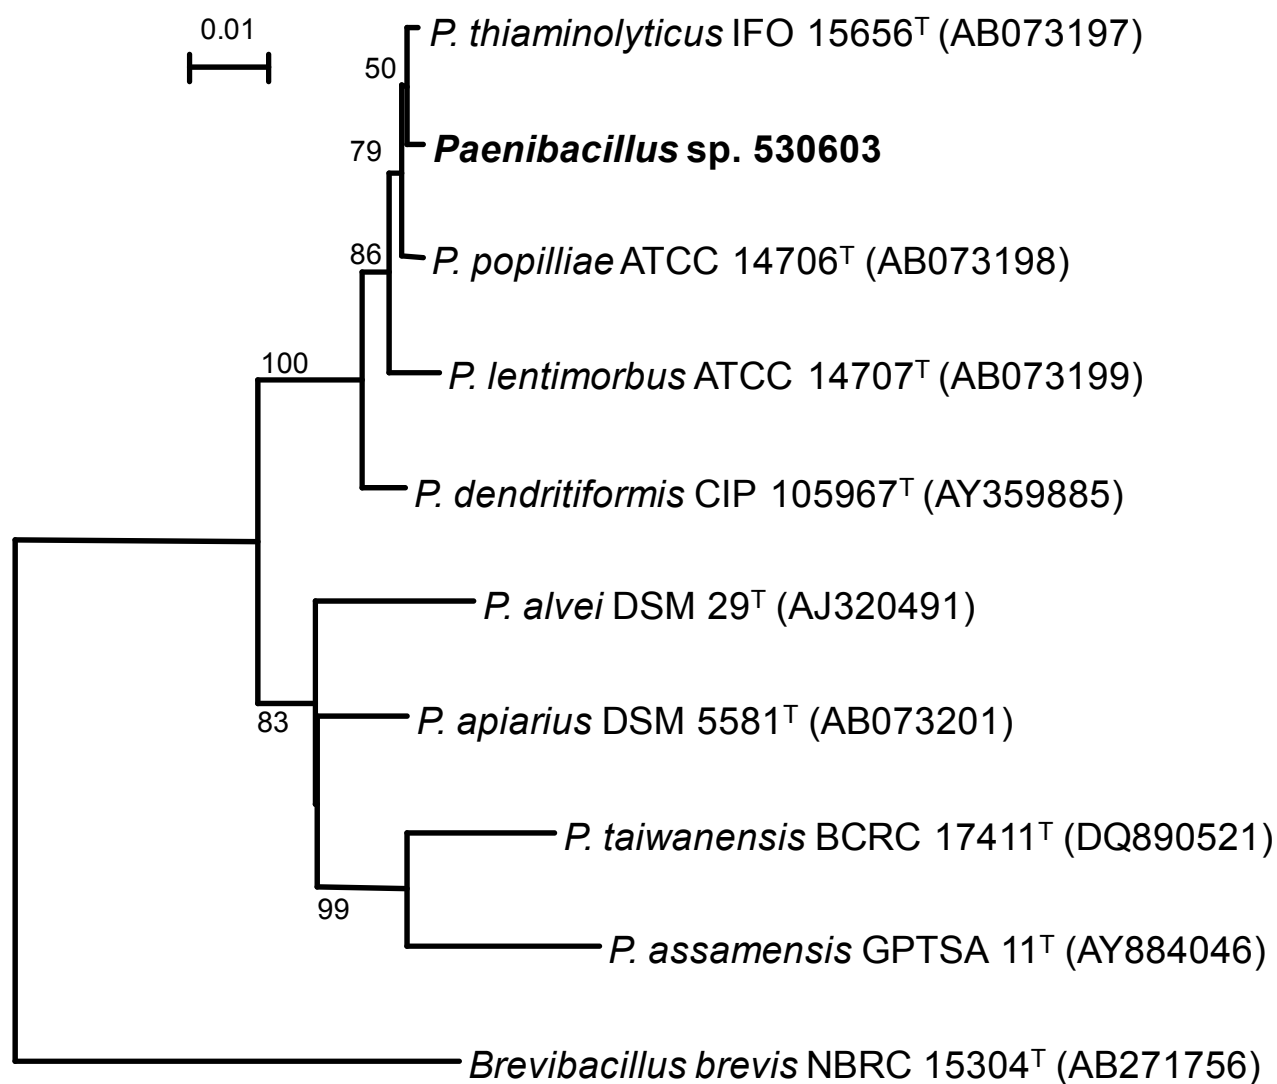 0.01
P. thiaminolyticus IFO 15656ᵀ (AB073197)
50
79
Paenibacillus sp. 530603
86
P. popilliae ATCC 14706ᵀ (AB073198)
100
P. lentimorbus ATCC 14707ᵀ (AB073199)
P. dendritiformis CIP 105967ᵀ (AY359885)
P. alvei DSM 29ᵀ (AJ320491)
83
P. apiarius DSM 5581ᵀ (AB073201)
P. taiwanensis BCRC 17411ᵀ (DQ890521)
99
P. assamensis GPTSA 11ᵀ (AY884046)
Brevibacillus brevis NBRC 15304ᵀ (AB271756)